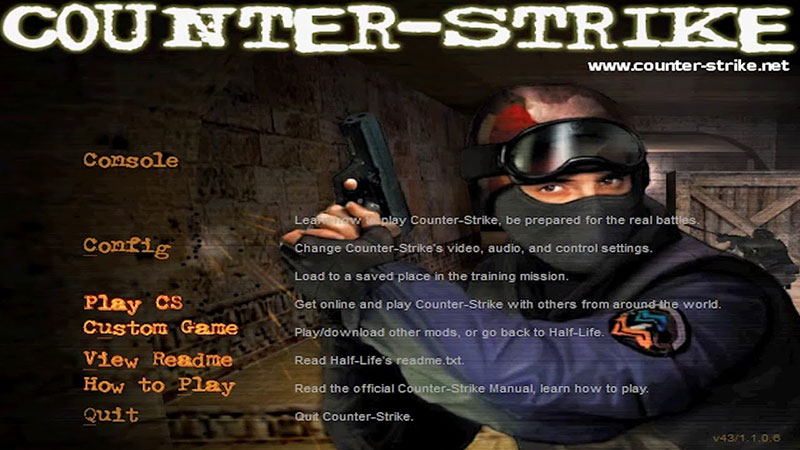 COUNTER-STRIKE
www.counter-strike.net
Console
Learn how to play Counter-Strike, be prepared for the real battles.
Config
Change Counter-Strike's video, audio, and control settings.
Load to a saved place in the training mission.
Play CS
Get online and play Counter-Strike with others from around the world.
Custom Game
Play/download other mods, or go back to Half-Life.
View Readme
Read Half-Life's readme.txt.
How to Play
Read the official Counter-Strike Manual, learn how to play.
Quit
Quit Counter-Strike.
v43/1.1.0.6